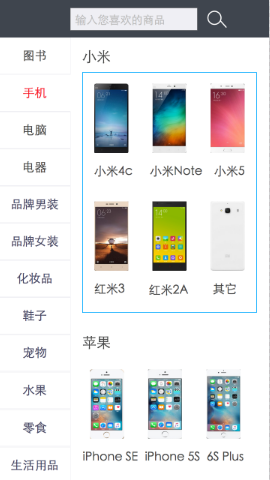 输入您喜欢的商品
图书
手机
电脑
电器
品牌男装
品牌女装
化妆品
鞋子
宠物
水果
零食
生活用品
小米
小米4c 小米Note 小米5
红米3 红米2A 其它
苹果
iPhone SE iPhone 5S 6S Plus